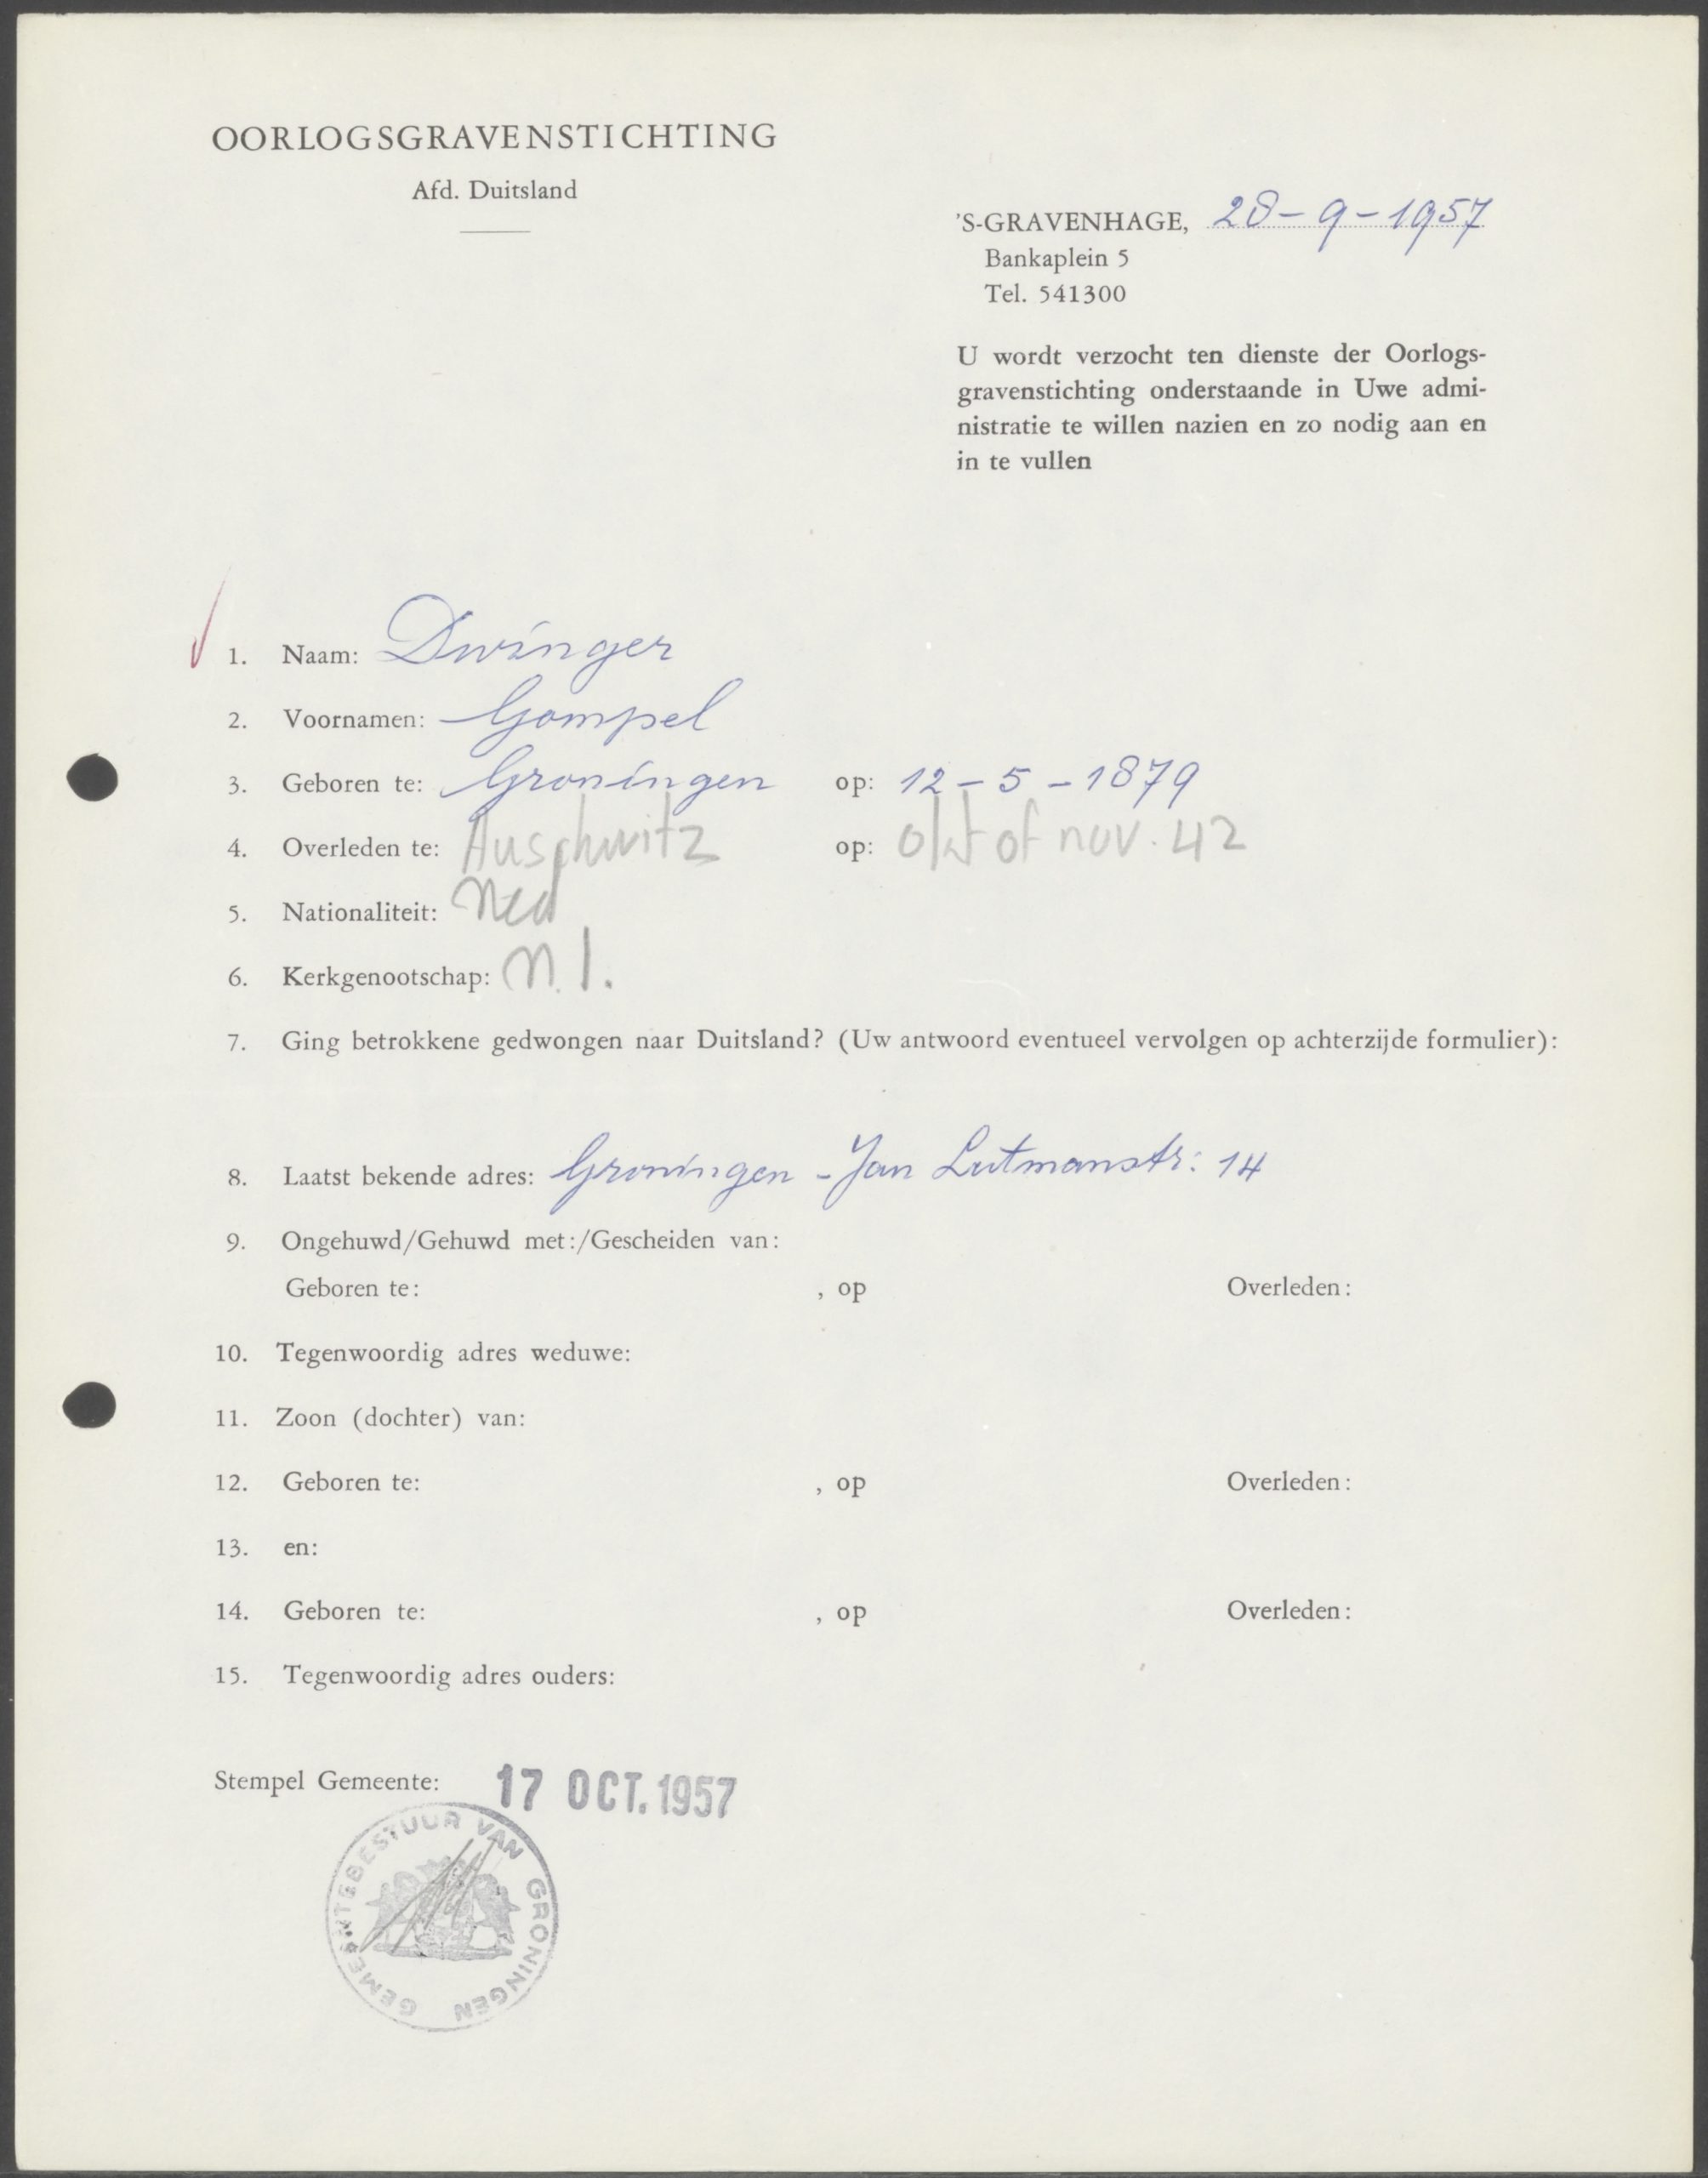 OORLOGSGRAVENSTICHTING
Afd. Duitsland
'S-GRAVENHAGE, 28-9-1957
Bankaplein 5
Tel. 541300
U wordt verzocht ten dienste der Oorlogs-
gravenstichting onderstaande in Uwe admi-
nistratie te willen nazien en zo nodig aan en
in te vullen
1. Naam: Dwinger
2. Voornamen: Gompel
3. Geboren te: Groningen op: 12-5-1879
4. Overleden te: Auschwitz op: okt of nov. 42
5. Nationaliteit: Ned
6. Kerkgenootschap: N.I.
7. Ging betrokkene gedwongen naar Duitsland? (Uw antwoord eventueel vervolgen op achterzijde formulier):
8. Laatst bekende adres: Groningen - Jan Lutmanstr: 14
9. Ongehuwd/Gehuwd met:/Gescheiden van:
Geboren te: , op Overleden:
10. Tegenwoordig adres weduwe:
11. Zoon (dochter) van:
12. Geboren te: , op Overleden:
13. en:
14. Geboren te: , op Overleden:
15. Tegenwoordig adres ouders:
Stempel Gemeente: 17 OCT. 1957
GEMEENTEBESTUUR VAN GRONINGEN